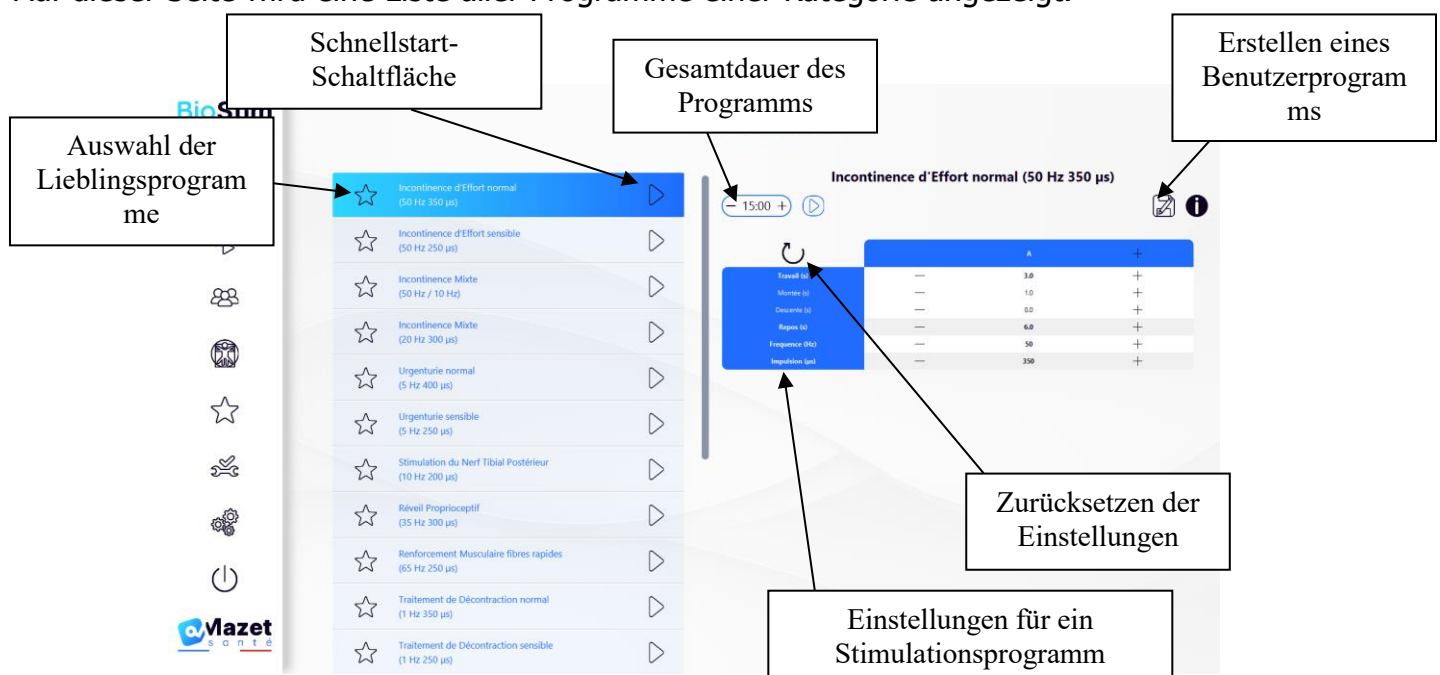 Auf dieser Seite wird eine Liste aller Programme einer Kategorie angezeigt.
Schnellstart-
Schaltfläche
Gesamtdauer des
Programms
Erstellen eines
Benutzerprogram
ms
BioStim
Auswahl der
Lieblingsprogram
me
Incontinence d'Effort normal
(50 Hz 350 µs)
Incontinence d'Effort sensible
(50 Hz 250 µs)
Incontinence Mixte
(50 Hz / 10 Hz)
Incontinence Mixte
(20 Hz 300 µs)
Urgenturie normal
(5 Hz 400 µs)
Urgenturie sensible
(5 Hz 250 µs)
Stimulation du Nerf Tibial Postérieur
(10 Hz 200 µs)
Réveil Proprioceptif
(35 Hz 300 µs)
Renforcement Musculaire fibres rapides
(65 Hz 250 µs)
Traitement de Décontraction normal
(1 Hz 350 µs)
Traitement de Décontraction sensible
(1 Hz 250 µs)
Incontinence d'Effort normal (50 Hz 350 µs)
− 15:00 +
A +
Travail (s) — 3.0 +
Montée (s) — 1.0 +
Descente (s) — 0.0 +
Repos (s) — 6.0 +
Frequence (Hz) — 50 +
Impulsion (µs) — 350 +
Zurücksetzen der
Einstellungen
Einstellungen für ein
Stimulationsprogramm
Mazet
santé